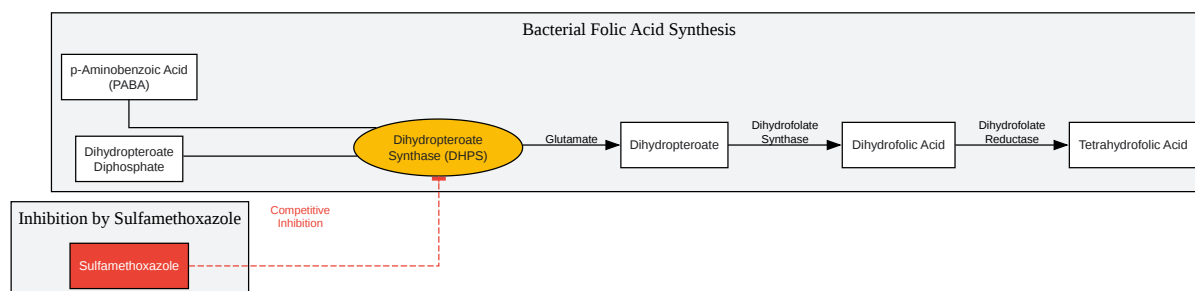 Bacterial Folic Acid Synthesis
p-Aminobenzoic Acid
(PABA)
Dihydropteroate
Diphosphate
Dihydropteroate
Synthase (DHPS)
Glutamate
Dihydropteroate
Dihydrofolate
Synthase
Dihydrofolic Acid
Dihydrofolate
Reductase
Tetrahydrofolic Acid
Inhibition by Sulfamethoxazole
Competitive
Inhibition
Sulfamethoxazole